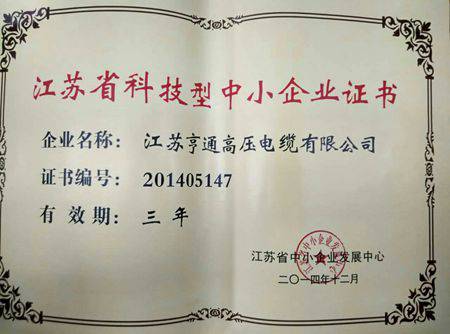 江苏省科技型中小企业证书
企业名称：江苏亨通高压电缆有限公司
证书编号：201405147
有效期：三年
江苏省中小企业发展中心
二〇一四年十二月